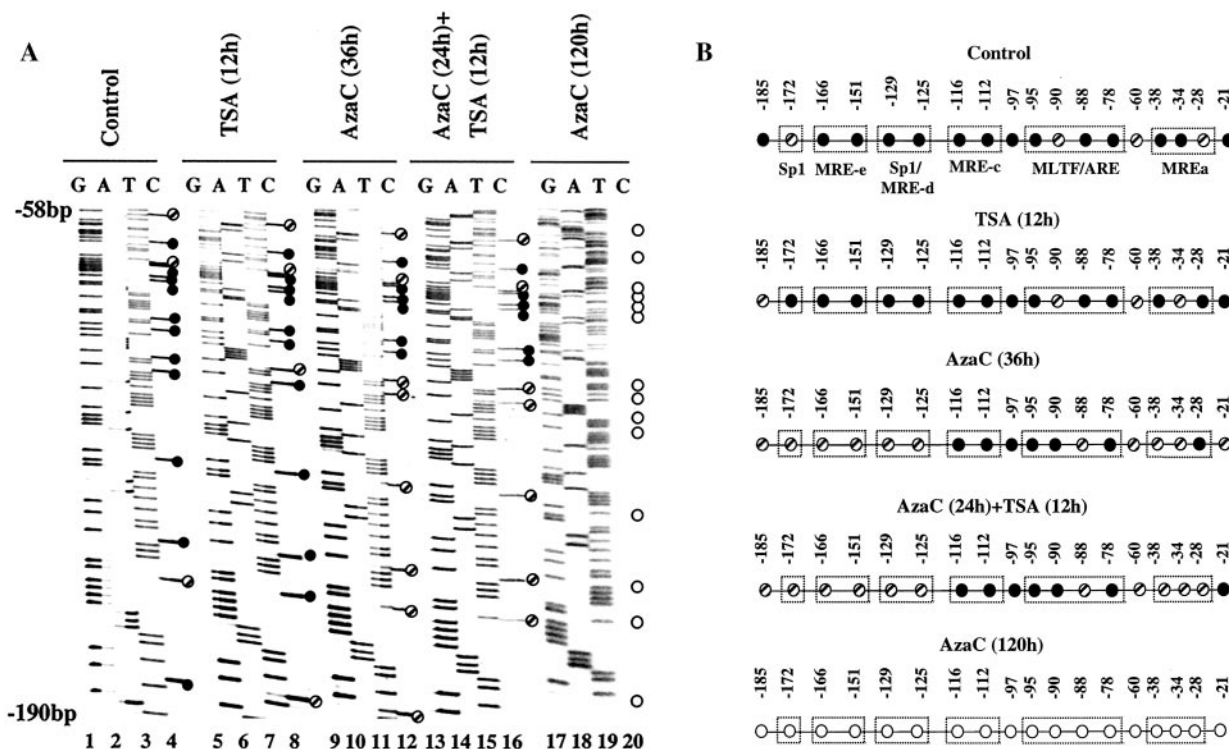 A
Control
TSA (12h)
AzaC (36h)
AzaC (24h)+
TSA (12h)
AzaC (120h)
G A T C G A T C G A T C G A T C G A T C
-58bp
-190bp
1 2 3 4 5 6 7 8 9 10 11 12 13 14 15 16 17 18 19 20
B
Control
-185 -172 -166 -151 -129 -125 -116 -112 -97 -95 -90 -88 -78 -60 -38 -34 -28 -21
Sp1 MRE-e Sp1/ MRE-c MLTF/ARE MREa
MRE-d
TSA (12h)
-185 -172 -166 -151 -129 -125 -116 -112 -97 -95 -90 -88 -78 -60 -38 -34 -28 -21
AzaC (36h)
-185 -172 -166 -151 -129 -125 -116 -112 -97 -95 -90 -88 -78 -60 -38 -34 -28 -21
AzaC (24h)+TSA (12h)
-185 -172 -166 -151 -129 -125 -116 -112 -97 -95 -90 -88 -78 -60 -38 -34 -28 -21
AzaC (120h)
-185 -172 -166 -151 -129 -125 -116 -112 -97 -95 -90 -88 -78 -60 -38 -34 -28 -21